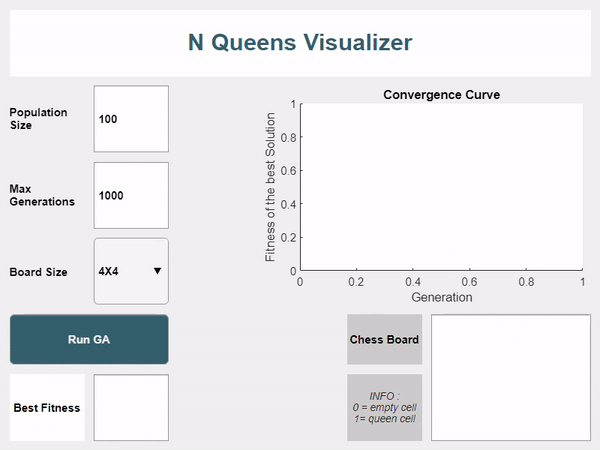 N Queens Visualizer
Population
Size
100
Max
Generations
1000
Board Size
4X4
Run GA
Best Fitness
Convergence Curve
Fitness of the best Solution
1
0.8
0.6
0.4
0.2
0
0 0.2 0.4 0.6 0.8 1
Generation
Chess Board
INFO :
0 = empty cell
1= queen cell